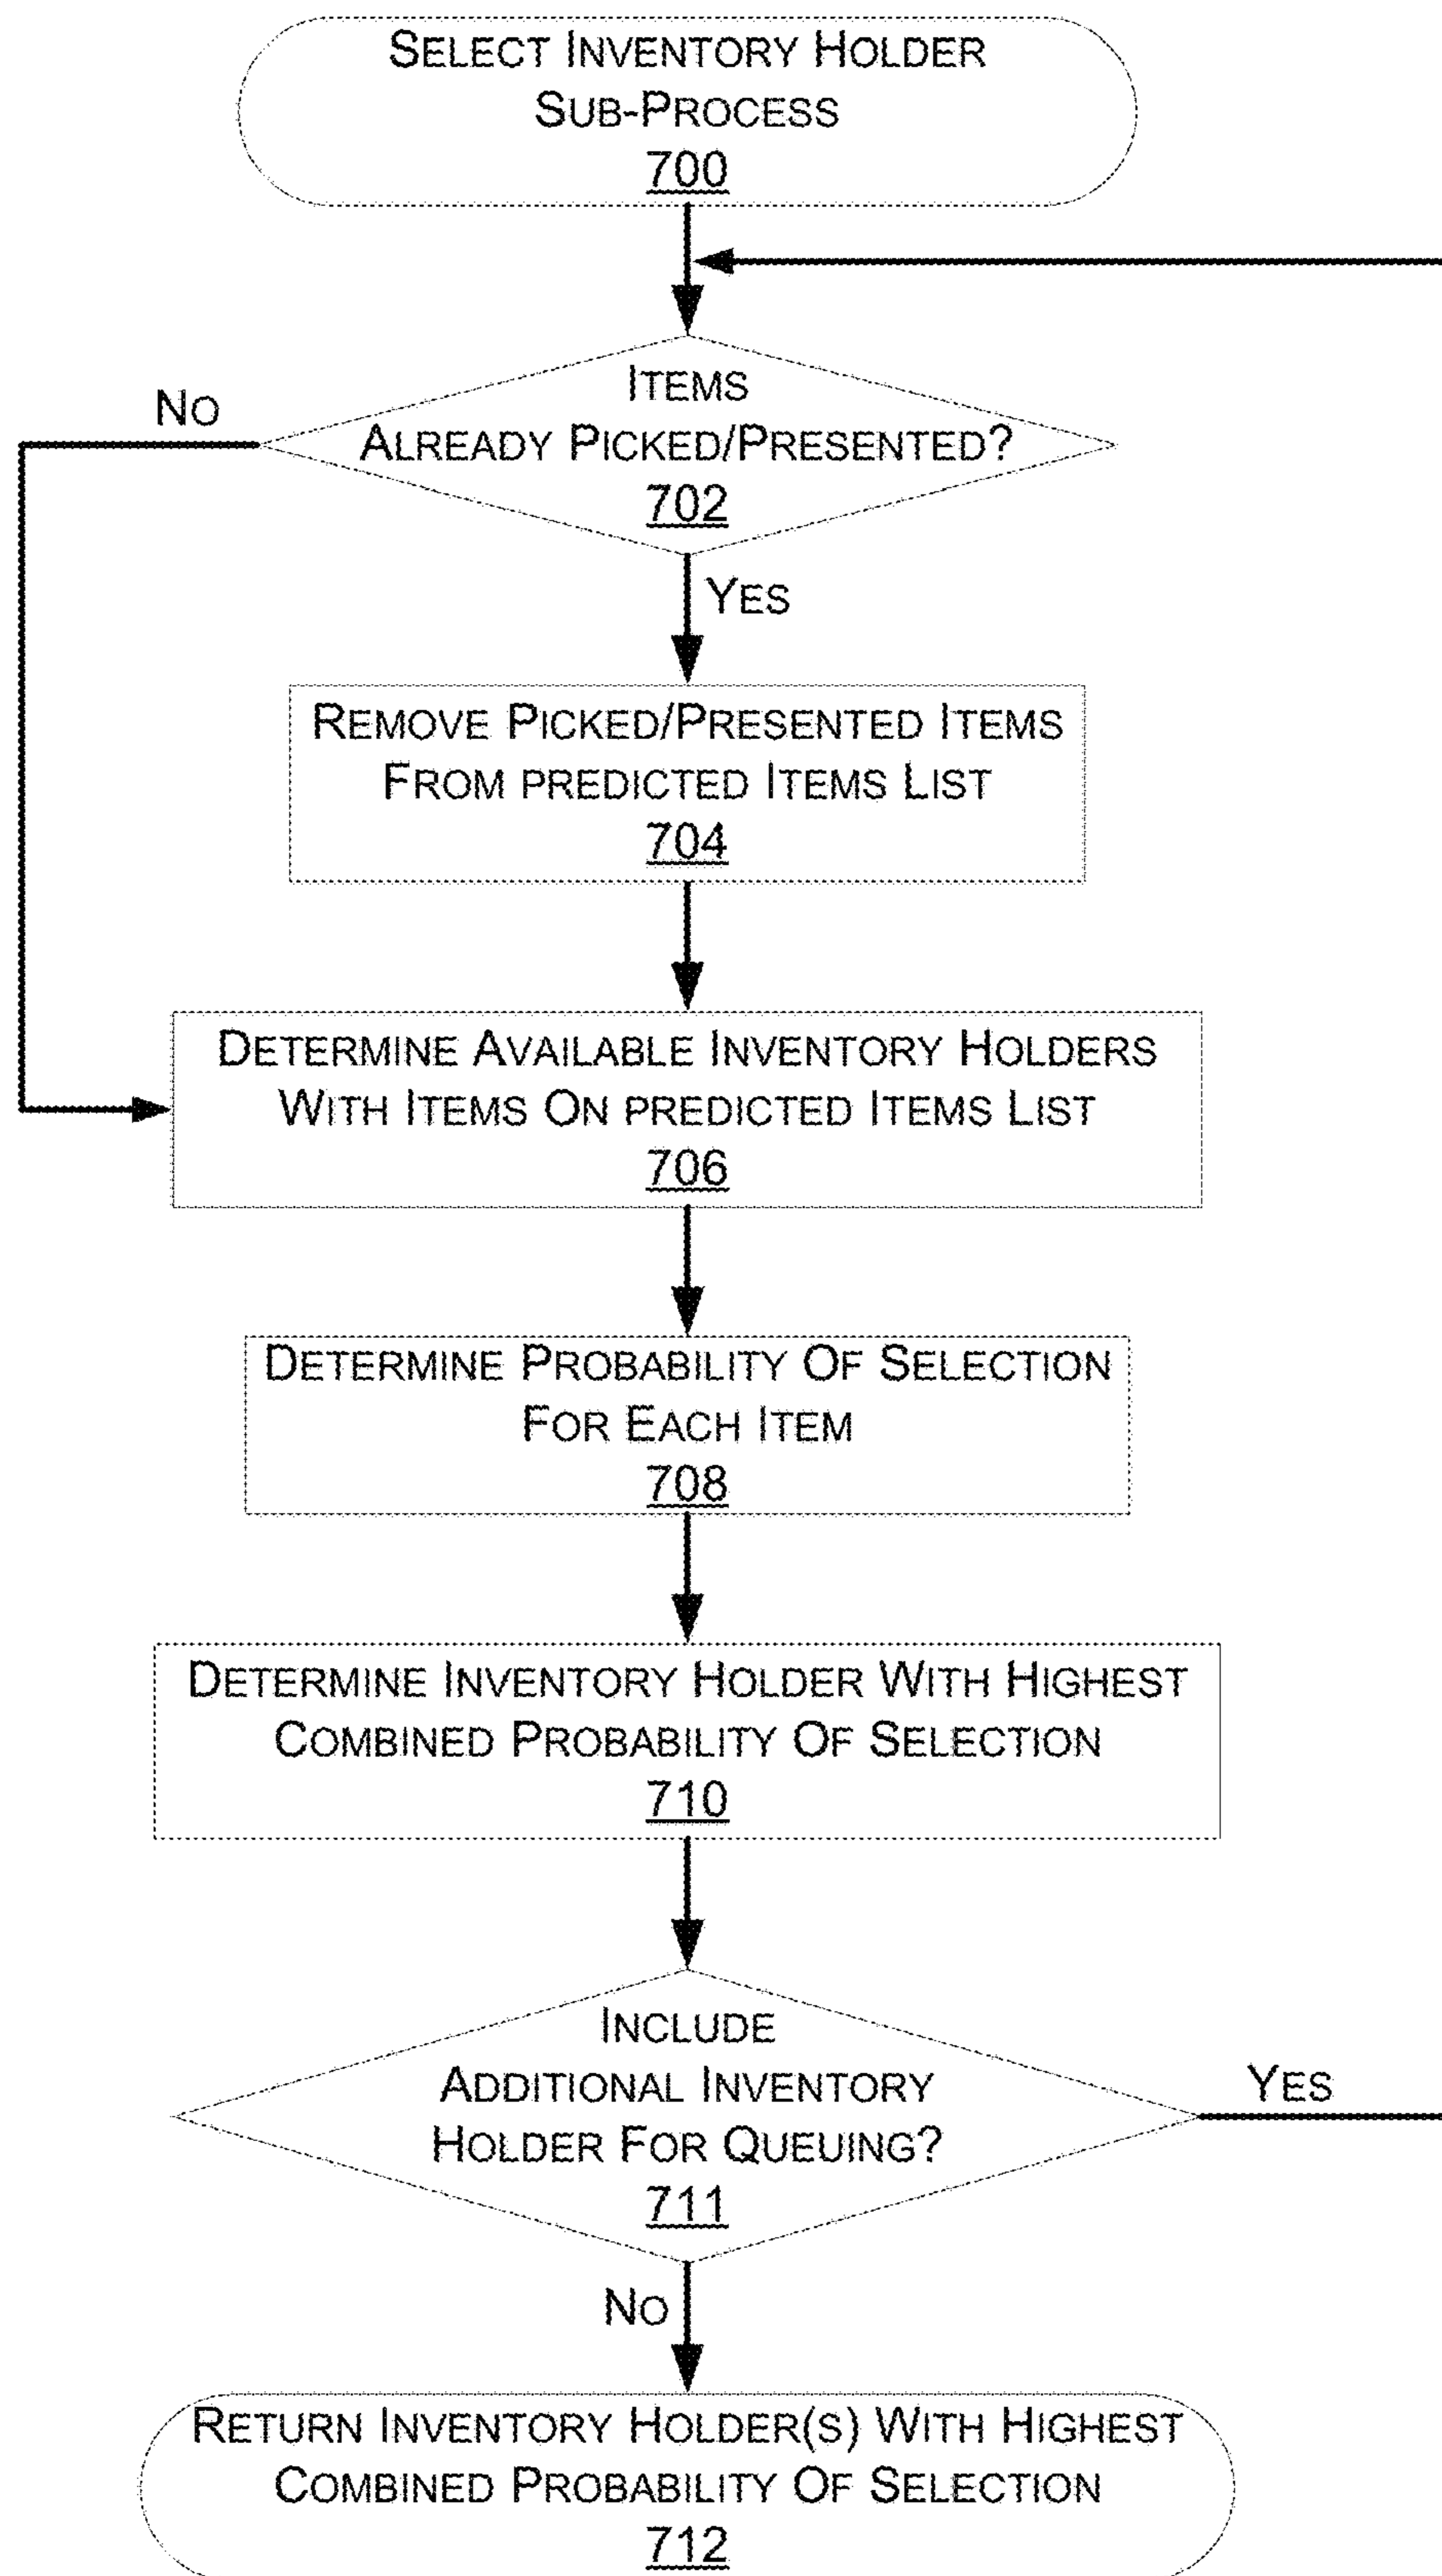 SELECT INVENTORY HOLDER
SUB-PROCESS
700
ITEMS
ALREADY PICKED/PRESENTED?
702
NO
YES
REMOVE PICKED/PRESENTED ITEMS
FROM PREDICTED ITEMS LIST
704
DETERMINE AVAILABLE INVENTORY HOLDERS
WITH ITEMS ON PREDICTED ITEMS LIST
706
DETERMINE PROBABILITY OF SELECTION
FOR EACH ITEM
708
DETERMINE INVENTORY HOLDER WITH HIGHEST
COMBINED PROBABILITY OF SELECTION
710
INCLUDE
ADDITIONAL INVENTORY
HOLDER FOR QUEUING?
711
YES
NO
RETURN INVENTORY HOLDER(S) WITH HIGHEST
COMBINED PROBABILITY OF SELECTION
712